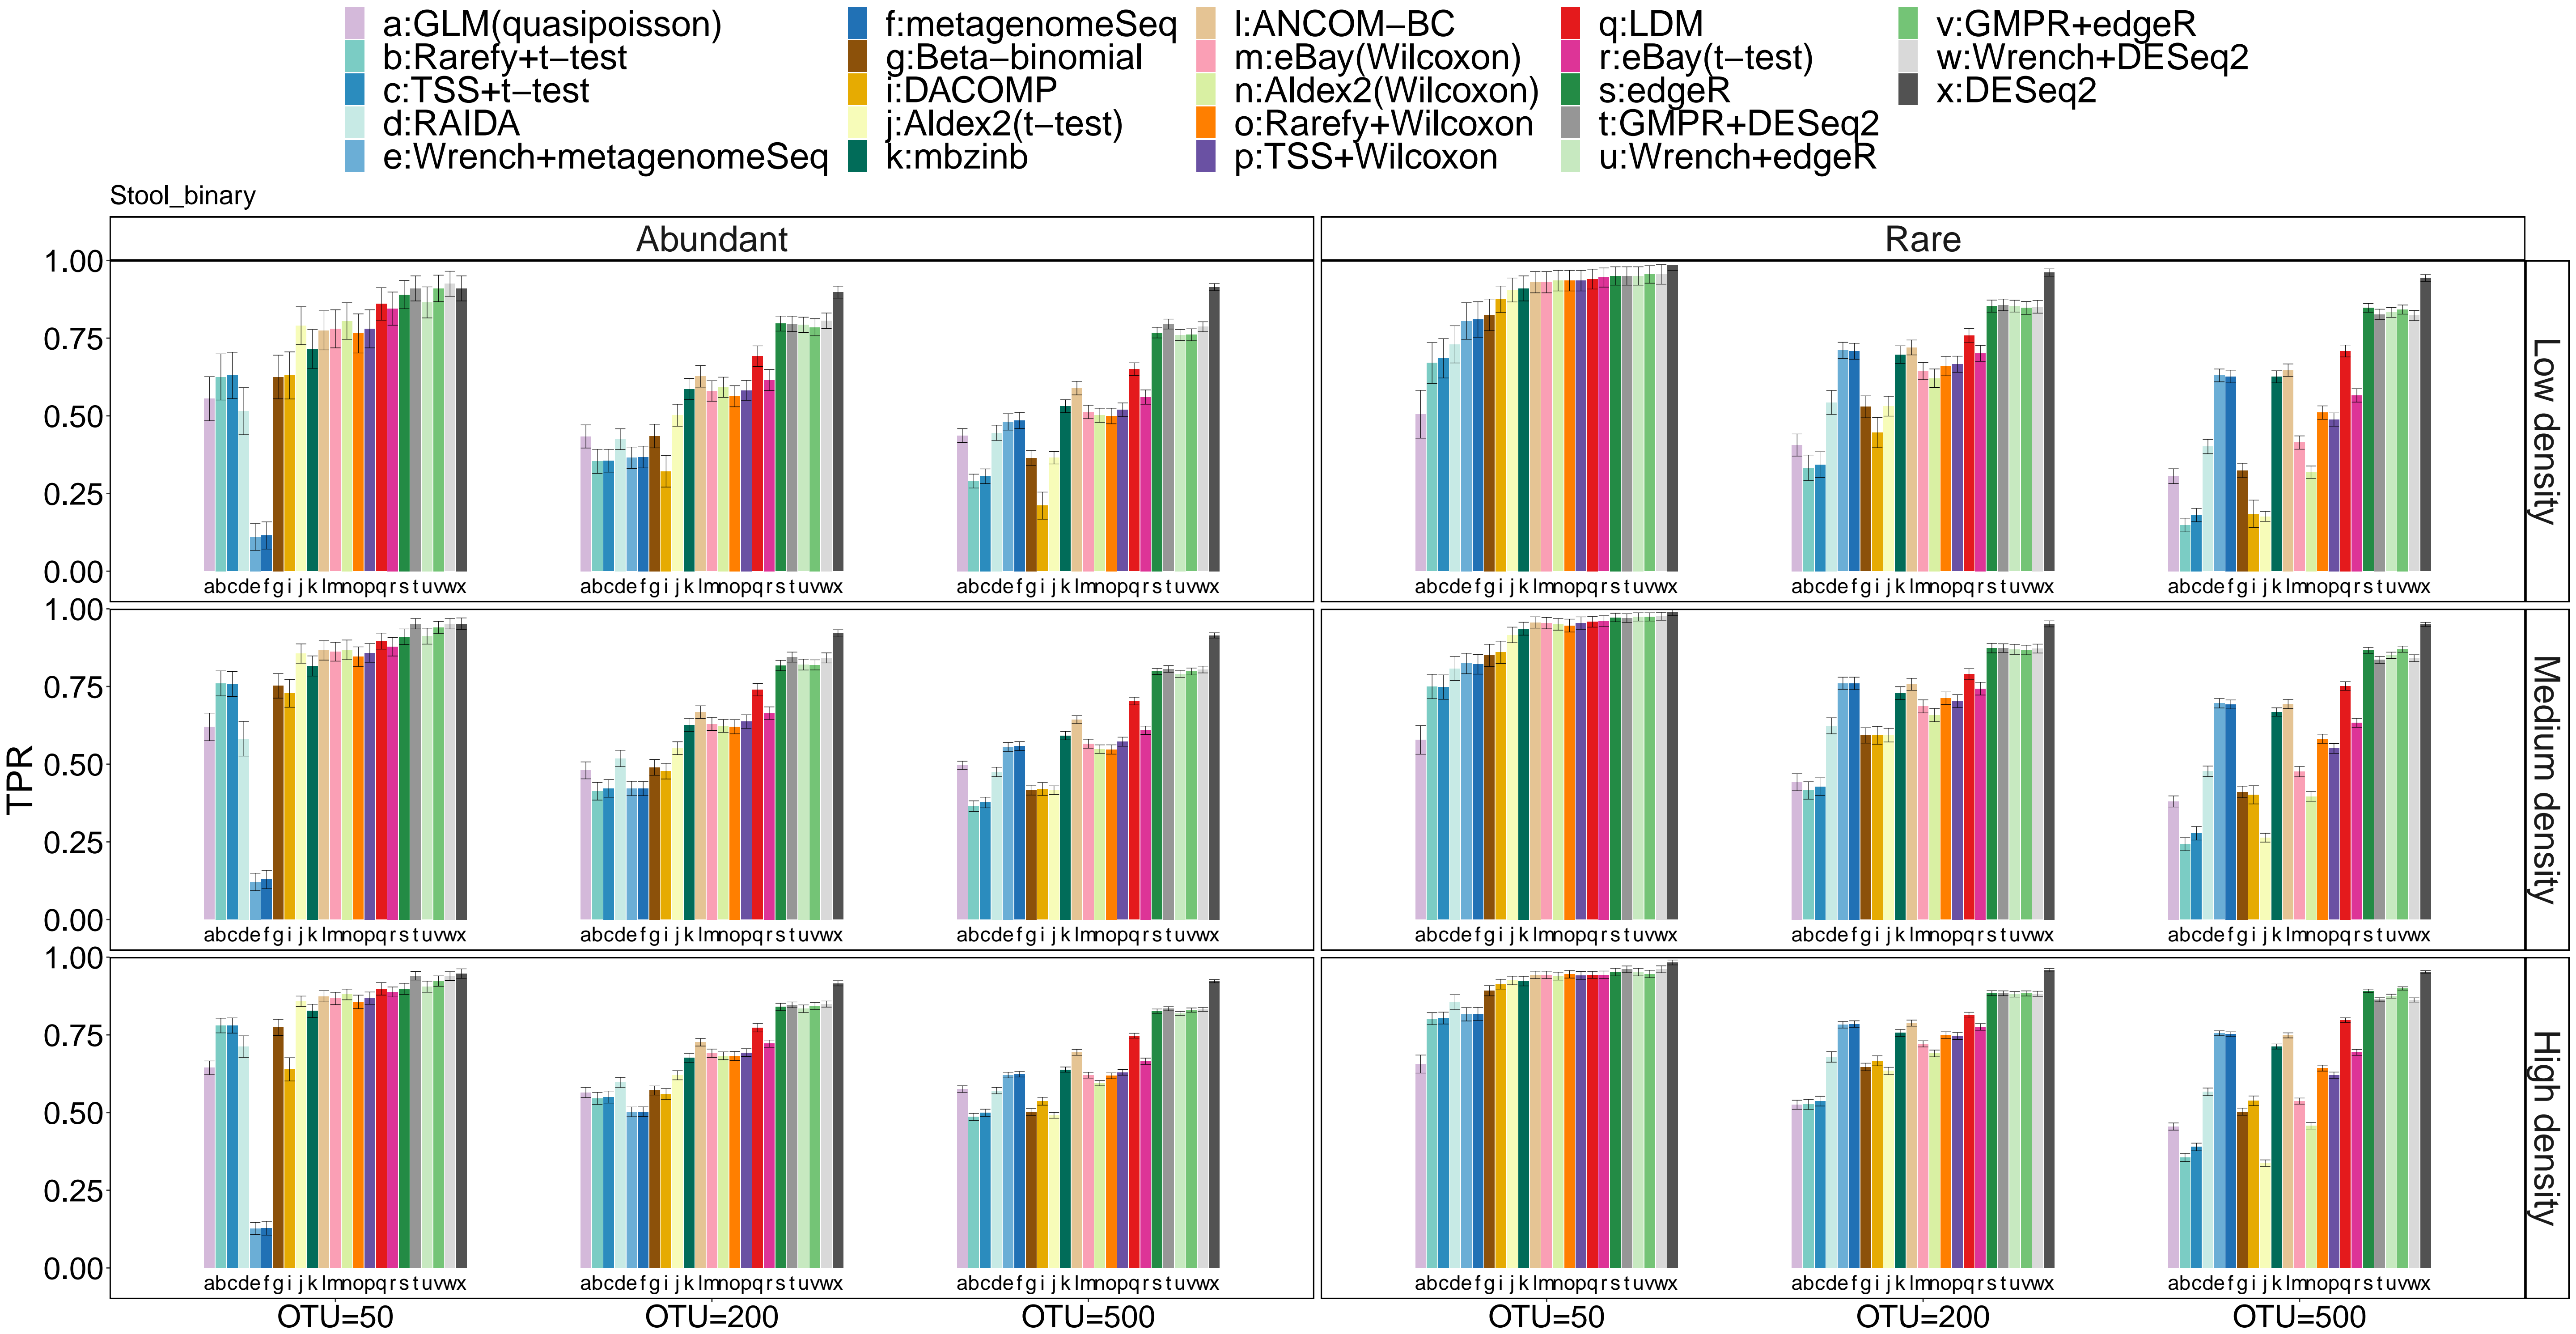 a:GLM(quasipoisson) f:metagenomeSeq l:ANCOM−BC q:LDM v:GMPR+edgeR
b:Rarefy+t−test g:Beta−binomial m:eBay(Wilcoxon) r:eBay(t−test) w:Wrench+DESeq2
c:TSS+t−test i:DACOMP n:Aldex2(Wilcoxon) s:edgeR x:DESeq2
d:RAIDA j:Aldex2(t−test) o:Rarefy+Wilcoxon t:GMPR+DESeq2
e:Wrench+metagenomeSeq k:mbzinb p:TSS+Wilcoxon u:Wrench+edgeR
Stool_binary
Abundant Rare
TPR
1.00
0.75
0.50
0.25
0.00
Low density
abcdefgijklmnopqrstuvwx abcdefgijklmnopqrstuvwx abcdefgijklmnopqrstuvwx abcdefgijklmnopqrstuvwx abcdefgijklmnopqrstuvwx abcdefgijklmnopqrstuvwx
1.00
0.75
0.50
0.25
0.00
Medium density
abcdefgijklmnopqrstuvwx abcdefgijklmnopqrstuvwx abcdefgijklmnopqrstuvwx abcdefgijklmnopqrstuvwx abcdefgijklmnopqrstuvwx abcdefgijklmnopqrstuvwx
1.00
0.75
0.50
0.25
0.00
High density
abcdefgijklmnopqrstuvwx abcdefgijklmnopqrstuvwx abcdefgijklmnopqrstuvwx abcdefgijklmnopqrstuvwx abcdefgijklmnopqrstuvwx abcdefgijklmnopqrstuvwx
OTU=50 OTU=200 OTU=500 OTU=50 OTU=200 OTU=500